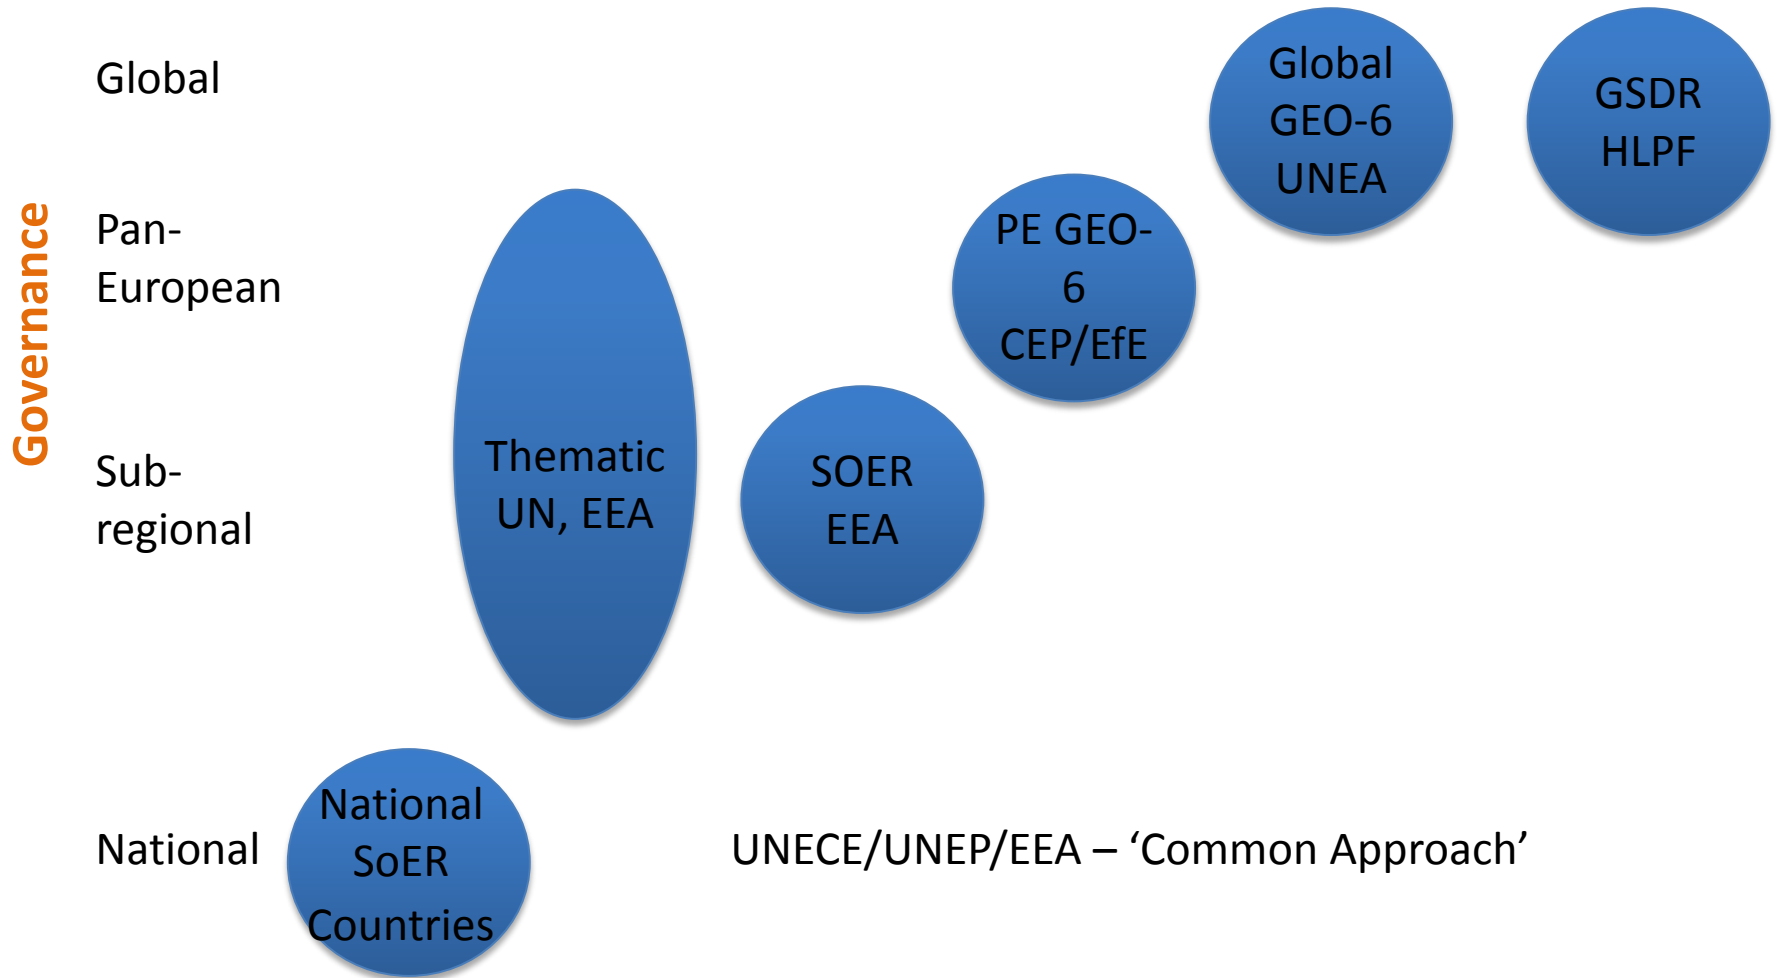 Governance
Global
Pan-
European
Sub-
regional
National
Global
GEO-6
UNEA
GSDR
HLPF
PE GEO-
6
CEP/EfE
Thematic
UN, EEA
SOER
EEA
National
SoER
Countries
UNECE/UNEP/EEA – ‘Common Approach’